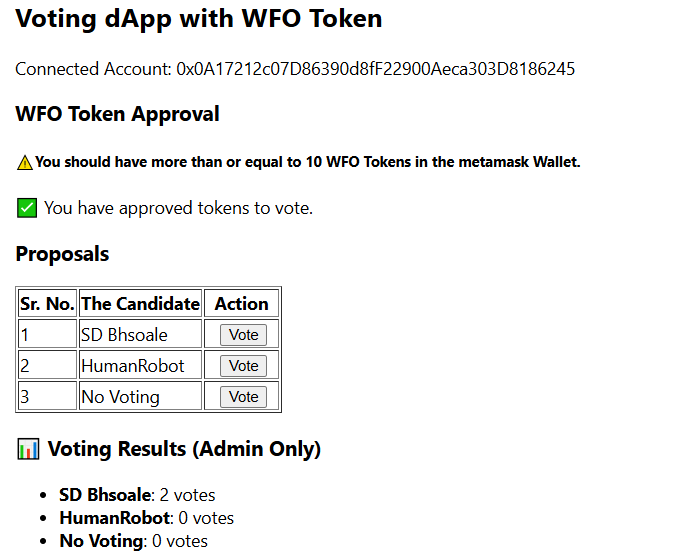 Voting dApp with WFO Token
Connected Account: 0x0A17212c07D86390d8fF22900Aeca303D8186245
WFO Token Approval
⚠️You should have more than or equal to 10 WFO Tokens in the metamask Wallet.
✅ You have approved tokens to vote.
Proposals
Sr. No. The Candidate Action
1 SD Bhsoale Vote
2 HumanRobot Vote
3 No Voting Vote
📊 Voting Results (Admin Only)
• SD Bhsoale: 2 votes
• HumanRobot: 0 votes
• No Voting: 0 votes